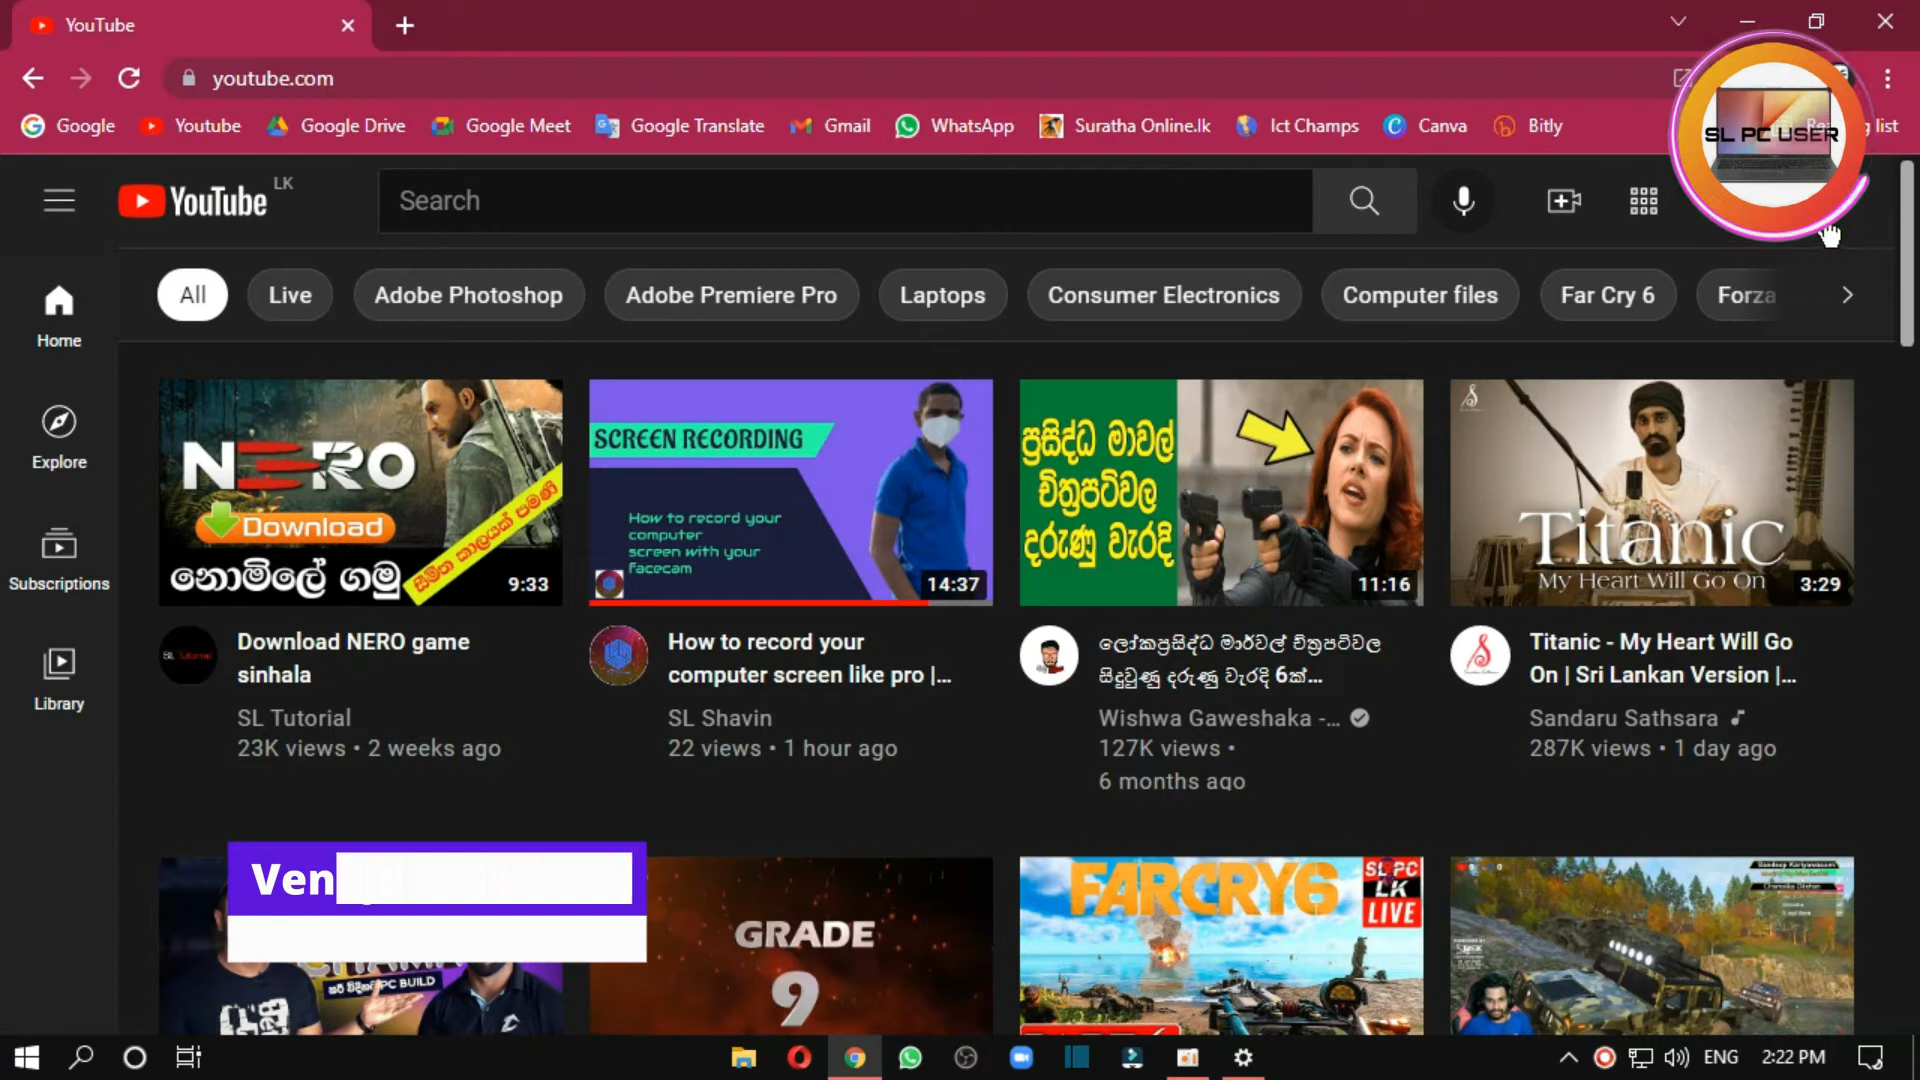 YouTube
youtube.com
Google
Youtube
Google Drive
Google Meet
Google Translate
Gmail
WhatsApp
Suratha Online.lk
Ict Champs
Canva
Bitly
list
SL PC USER
YouTube LK
Search
All
Live
Adobe Photoshop
Adobe Premiere Pro
Laptops
Consumer Electronics
Computer files
Far Cry 6
Forza
Home
Explore
Subscriptions
Library
NERO
Download
නොමිලේ ගමු
සීමිත කාලයක් පමණි
9:33
SCREEN RECORDING
How to record your
computer
screen with your
facecam
14:37
ප්‍රසිද්ධ මාවල්
චිත්‍රපටිවල
දරුණු වැරදි
11:16
Titanic
My Heart Will Go On
3:29
Download NERO game
sinhala
SL Tutorial
23K views • 2 weeks ago
How to record your
computer screen like pro |...
SL Shavin
22 views • 1 hour ago
ලෝකප්‍රසිද්ධ මාර්වල් චිත්‍රපටිවල
සිදුවුණු දරුණු වැරදි 6ක්...
Wishwa Gaweshaka -...
127K views •
6 months ago
Titanic - My Heart Will Go
On | Sri Lankan Version |...
Sandaru Sathsara
287K views • 1 day ago
Ven
PC BUILD
GRADE
9
FARCRY6
SL PC
LK
LIVE
ENG
2:22 PM